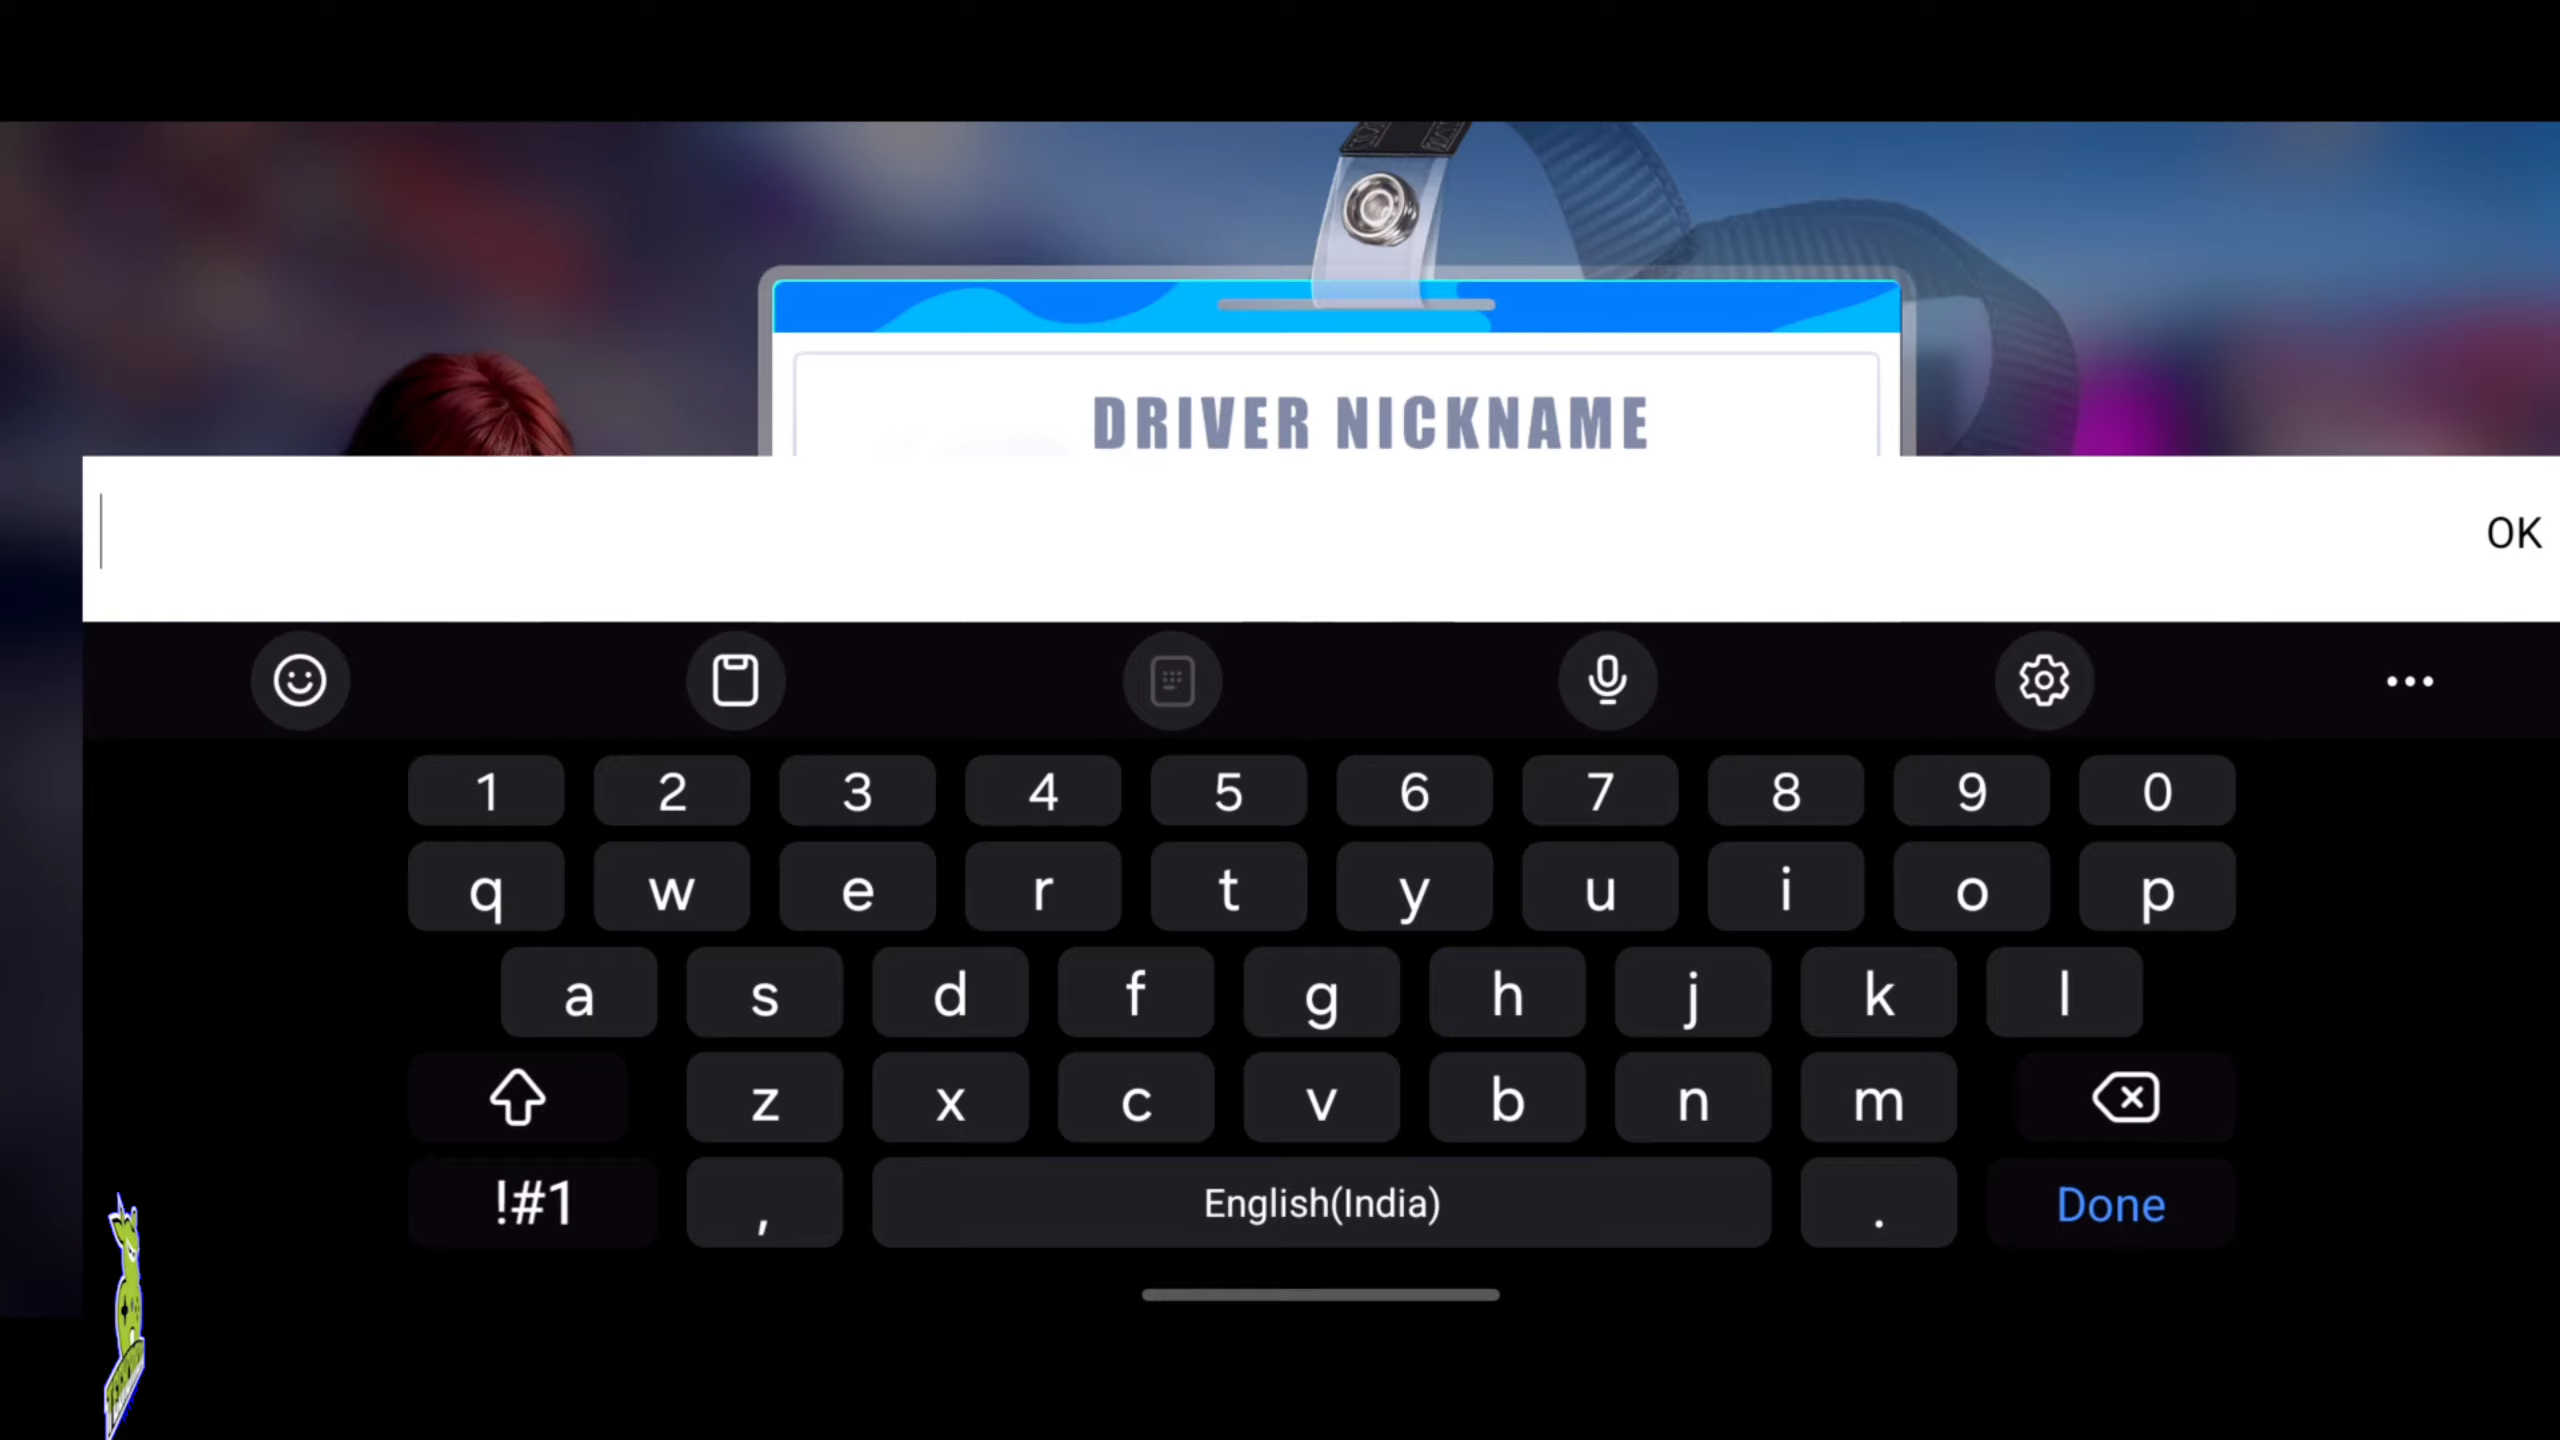 DRIVER NICKNAME
OK
1 2 3 4 5 6 7 8 9 0
q w e r t y u i o p
a s d f g h j k l
z x c v b n m
!#1 , English(India) . Done